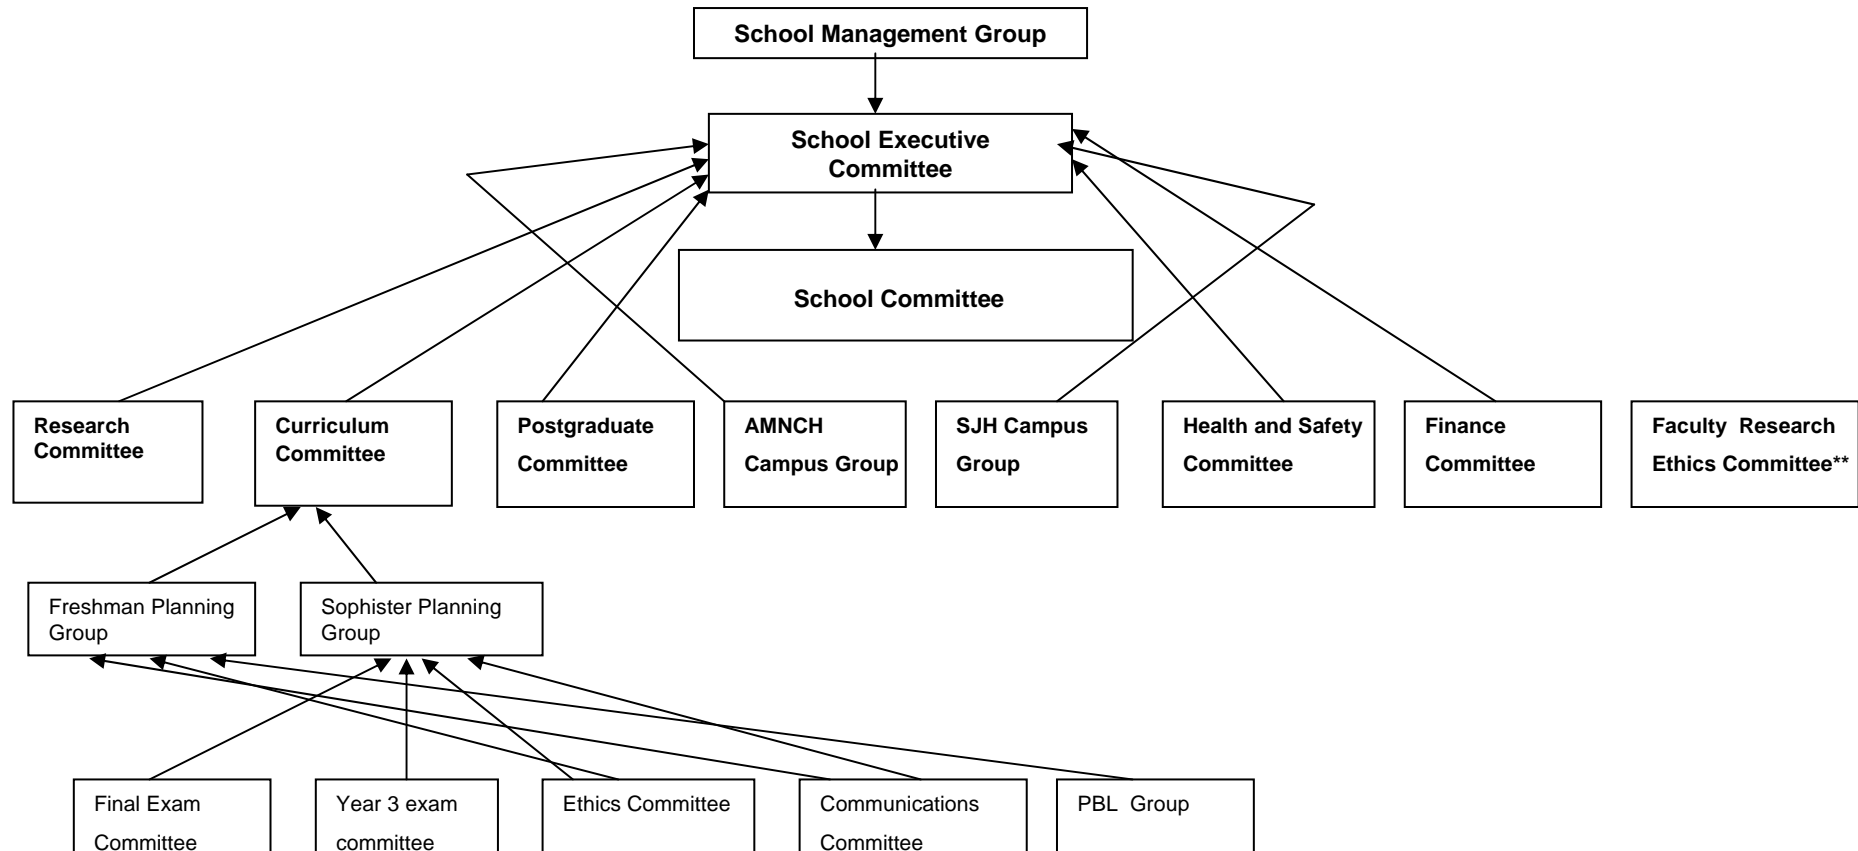 School Management Group
School Executive
Committee
School Committee
Research
Committee
Curriculum
Committee
Postgraduate
Committee
AMNCH
Campus Group
SJH Campus
Group
Health and Safety
Committee
Finance
Committee
Faculty Research
Ethics Committee**
Freshman Planning
Group
Sophister Planning
Group
Final Exam
Committee
Year 3 exam
committee
Ethics Committee
Communications
Committee
PBL Group